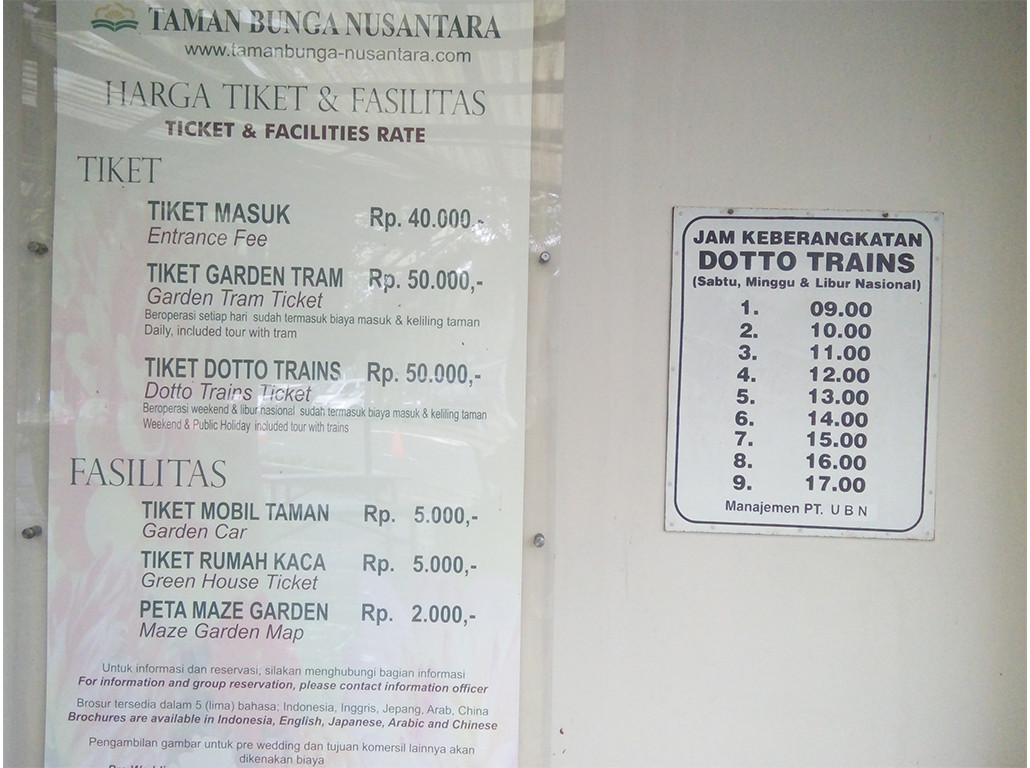 TAMAN BUNGA NUSANTARA
www.tamanbunga-nusantara.com
HARGA TIKET & FASILITAS
TICKET & FACILITIES RATE
TIKET
TIKET MASUK Rp. 40.000,-
Entrance Fee
TIKET GARDEN TRAM Rp. 50.000,-
Garden Tram Ticket
Beroperasi setiap hari sudah termasuk biaya masuk & keliling taman
Daily, included tour with tram
TIKET DOTTO TRAINS Rp. 50.000,-
Dotto Trains Ticket
Beroperasi weekend & libur nasional sudah termasuk biaya masuk & keliling taman
Weekend & Public Holiday included tour with trains
FASILITAS
TIKET MOBIL TAMAN Rp. 5.000,-
Garden Car
TIKET RUMAH KACA Rp. 5.000,-
Green House Ticket
PETA MAZE GARDEN Rp. 2.000,-
Maze Garden Map
Untuk informasi dan reservasi; silakan menghubungi bagian informasi
For information and group reservation, please contact information officer
Brosur tersedia dalam 5 (lima) bahasa; Indonesia, Inggris, Jepang, Arab, China
Brochures are available in Indonesia, English, Japanese, Arabic and Chinese
Pengambilan gambar untuk pre wedding dan tujuan komersil lainnya akan
dikenakan biaya
JAM KEBERANGKATAN
DOTTO TRAINS
(Sabtu, Minggu & Libur Nasional)
1. 09.00
2. 10.00
3. 11.00
4. 12.00
5. 13.00
6. 14.00
7. 15.00
8. 16.00
9. 17.00
Manajemen PT. U B N